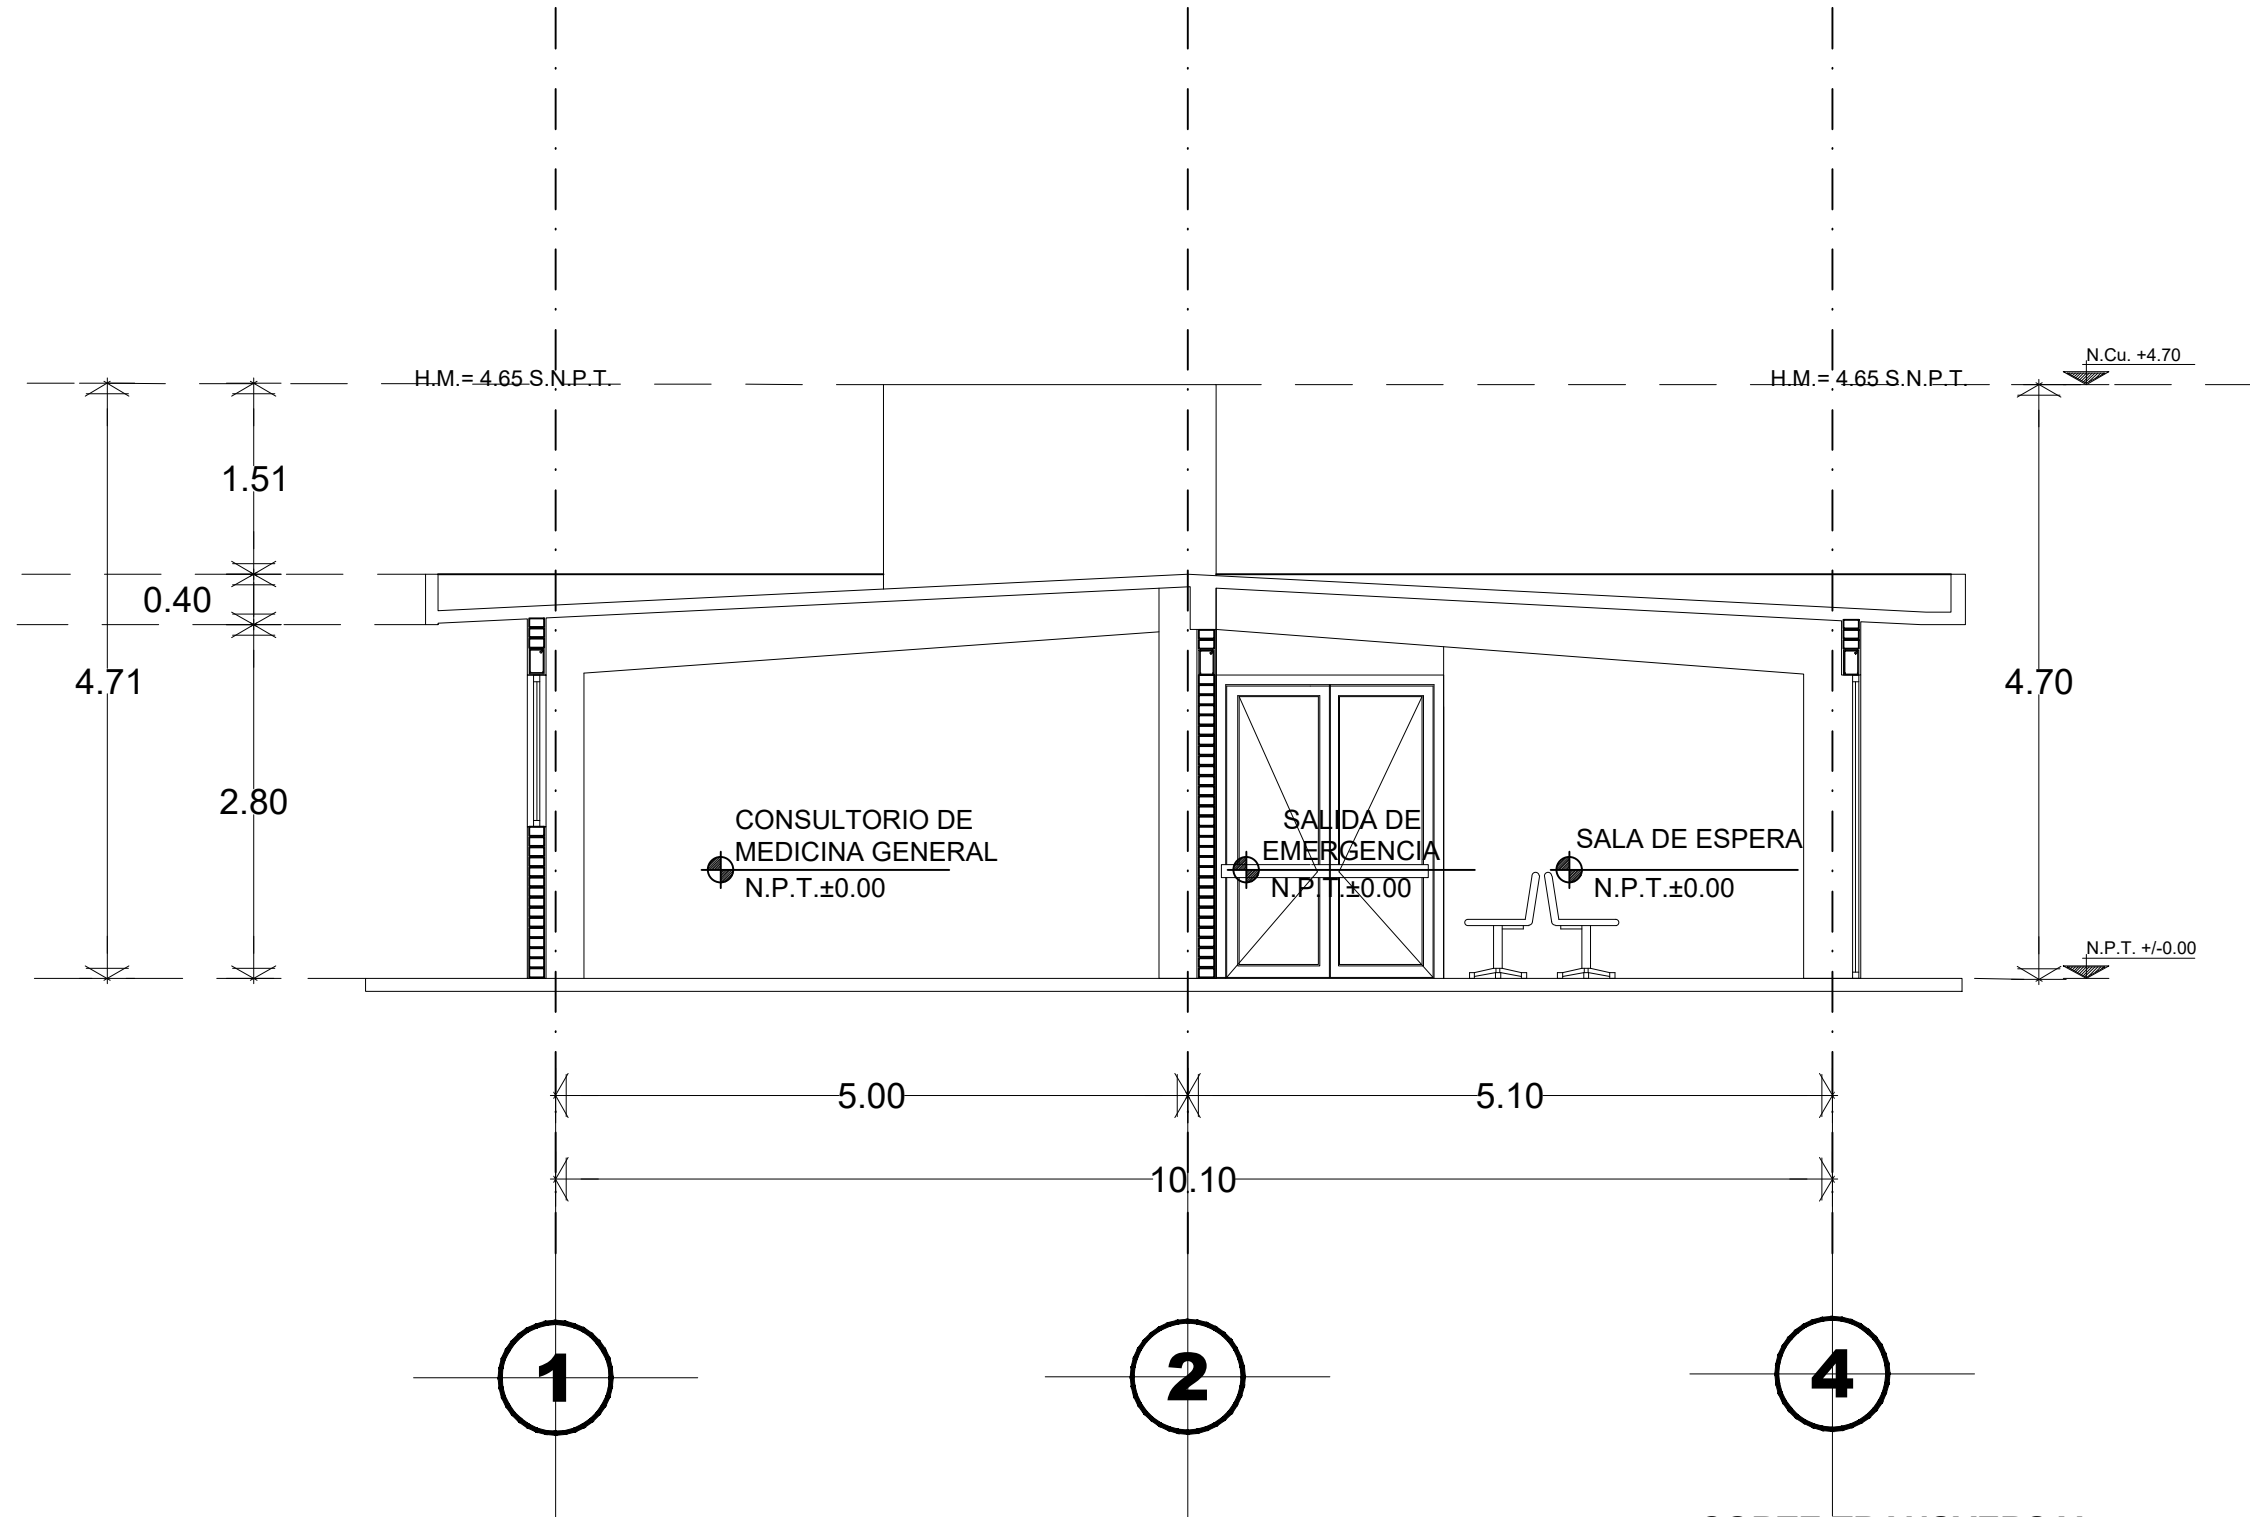 N.Cu. +4.70
H.M.= 4.65 S.N.P.T.
H.M.= 4.65 S.N.P.T.
1.51
0.40
4.71
4.70
2.80
CONSULTORIO DE
MEDICINA GENERAL
N.P.T.±0.00
SALIDA DE
EMERGENCIA
N.P.T.±0.00
SALA DE ESPERA
N.P.T.±0.00
N.P.T. +/-0.00
5.00
5.10
10.10
1
2
4